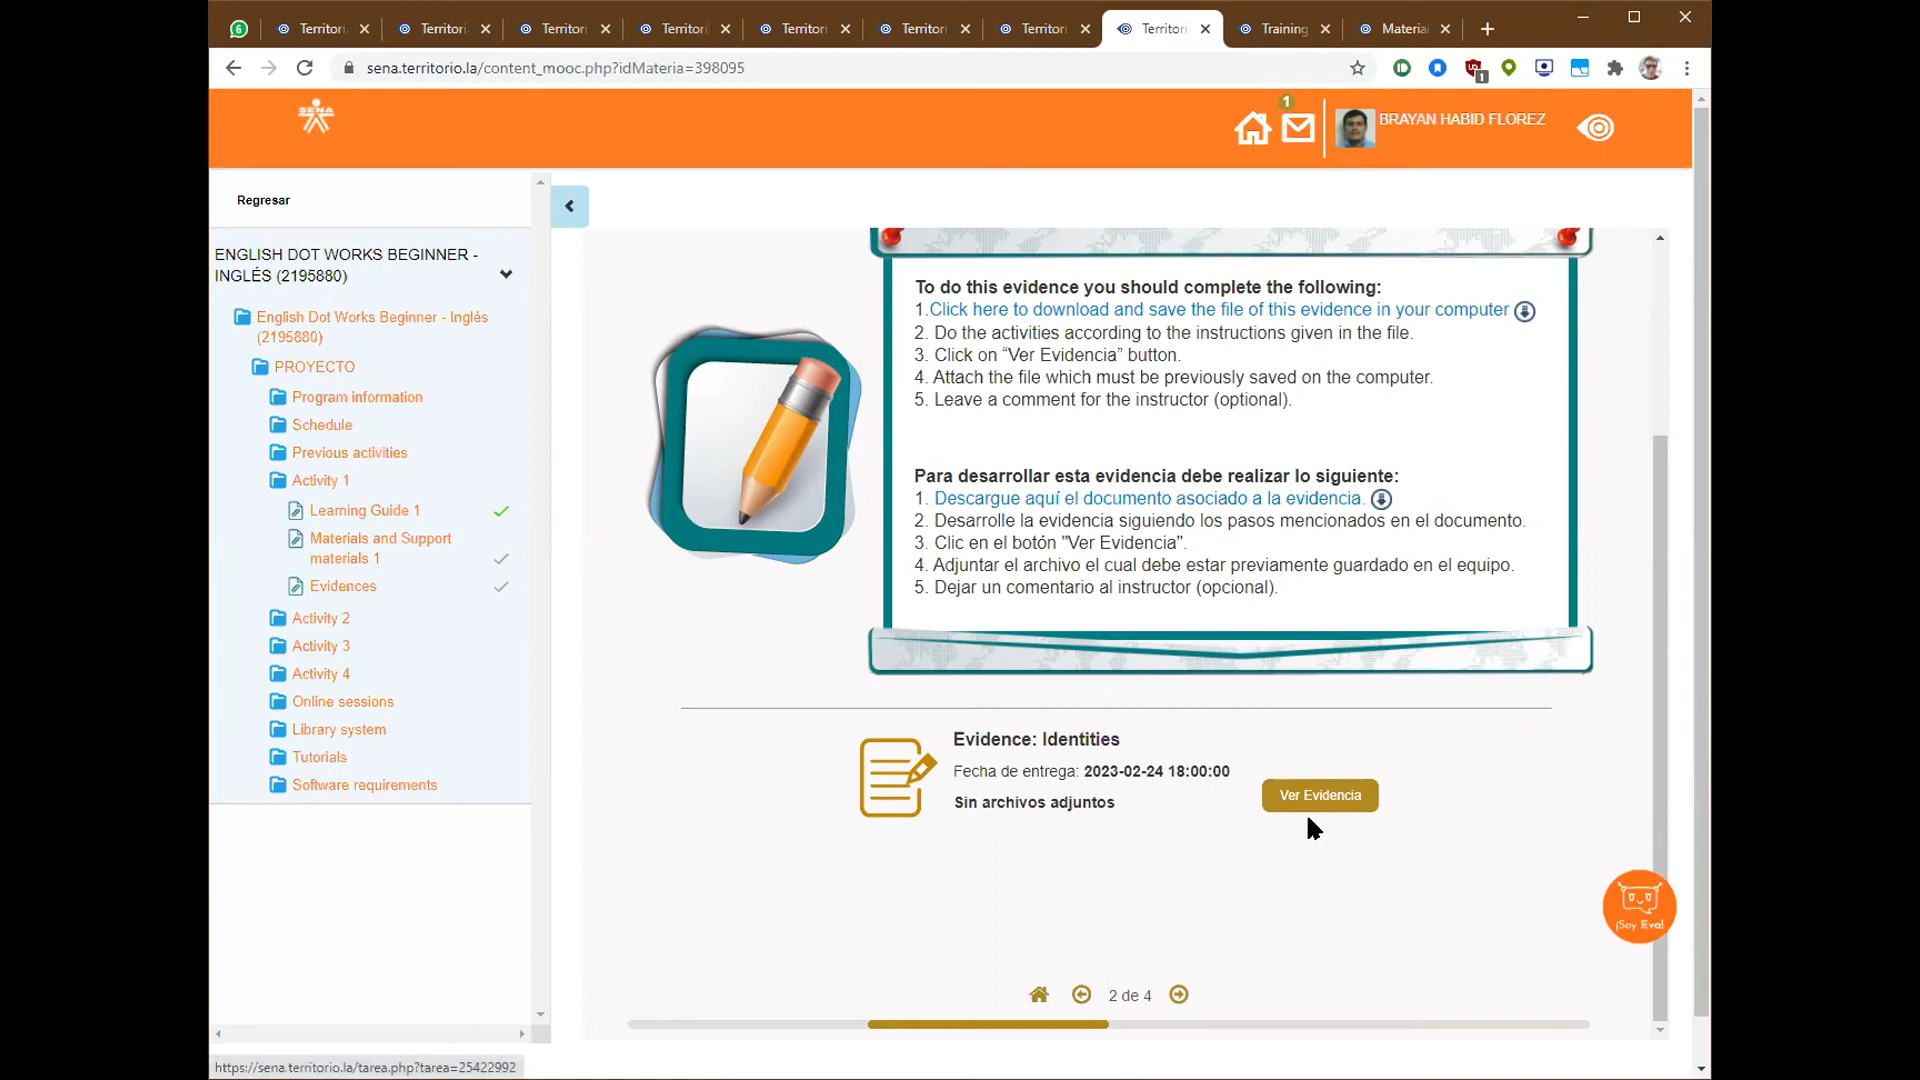 6
Territori
Territori
Territori
Territori
Territori
Territori
Territori
Territori
Training
Material
sena.territorio.la/content_mooc.php?idMateria=398095
1
SENA
1
BRAYAN HABID FLOREZ
Regresar
ENGLISH DOT WORKS BEGINNER -
INGLÉS (2195880)
English Dot Works Beginner - Inglés
(2195880)
PROYECTO
Program information
Schedule
Previous activities
Activity 1
Learning Guide 1
Materials and Support
materials 1
Evidences
Activity 2
Activity 3
Activity 4
Online sessions
Library system
Tutorials
Software requirements
To do this evidence you should complete the following:
1.Click here to download and save the file of this evidence in your computer
2. Do the activities according to the instructions given in the file.
3. Click on “Ver Evidencia” button.
4. Attach the file which must be previously saved on the computer.
5. Leave a comment for the instructor (optional).
Para desarrollar esta evidencia debe realizar lo siguiente:
1. Descargue aquí el documento asociado a la evidencia.
2. Desarrolle la evidencia siguiendo los pasos mencionados en el documento.
3. Clic en el botón "Ver Evidencia".
4. Adjuntar el archivo el cual debe estar previamente guardado en el equipo.
5. Dejar un comentario al instructor (opcional).
Evidence: Identities
Fecha de entrega: 2023-02-24 18:00:00
Sin archivos adjuntos
Ver Evidencia
¡Soy Eva!
2 de 4
https://sena.territorio.la/tarea.php?tarea=25422992